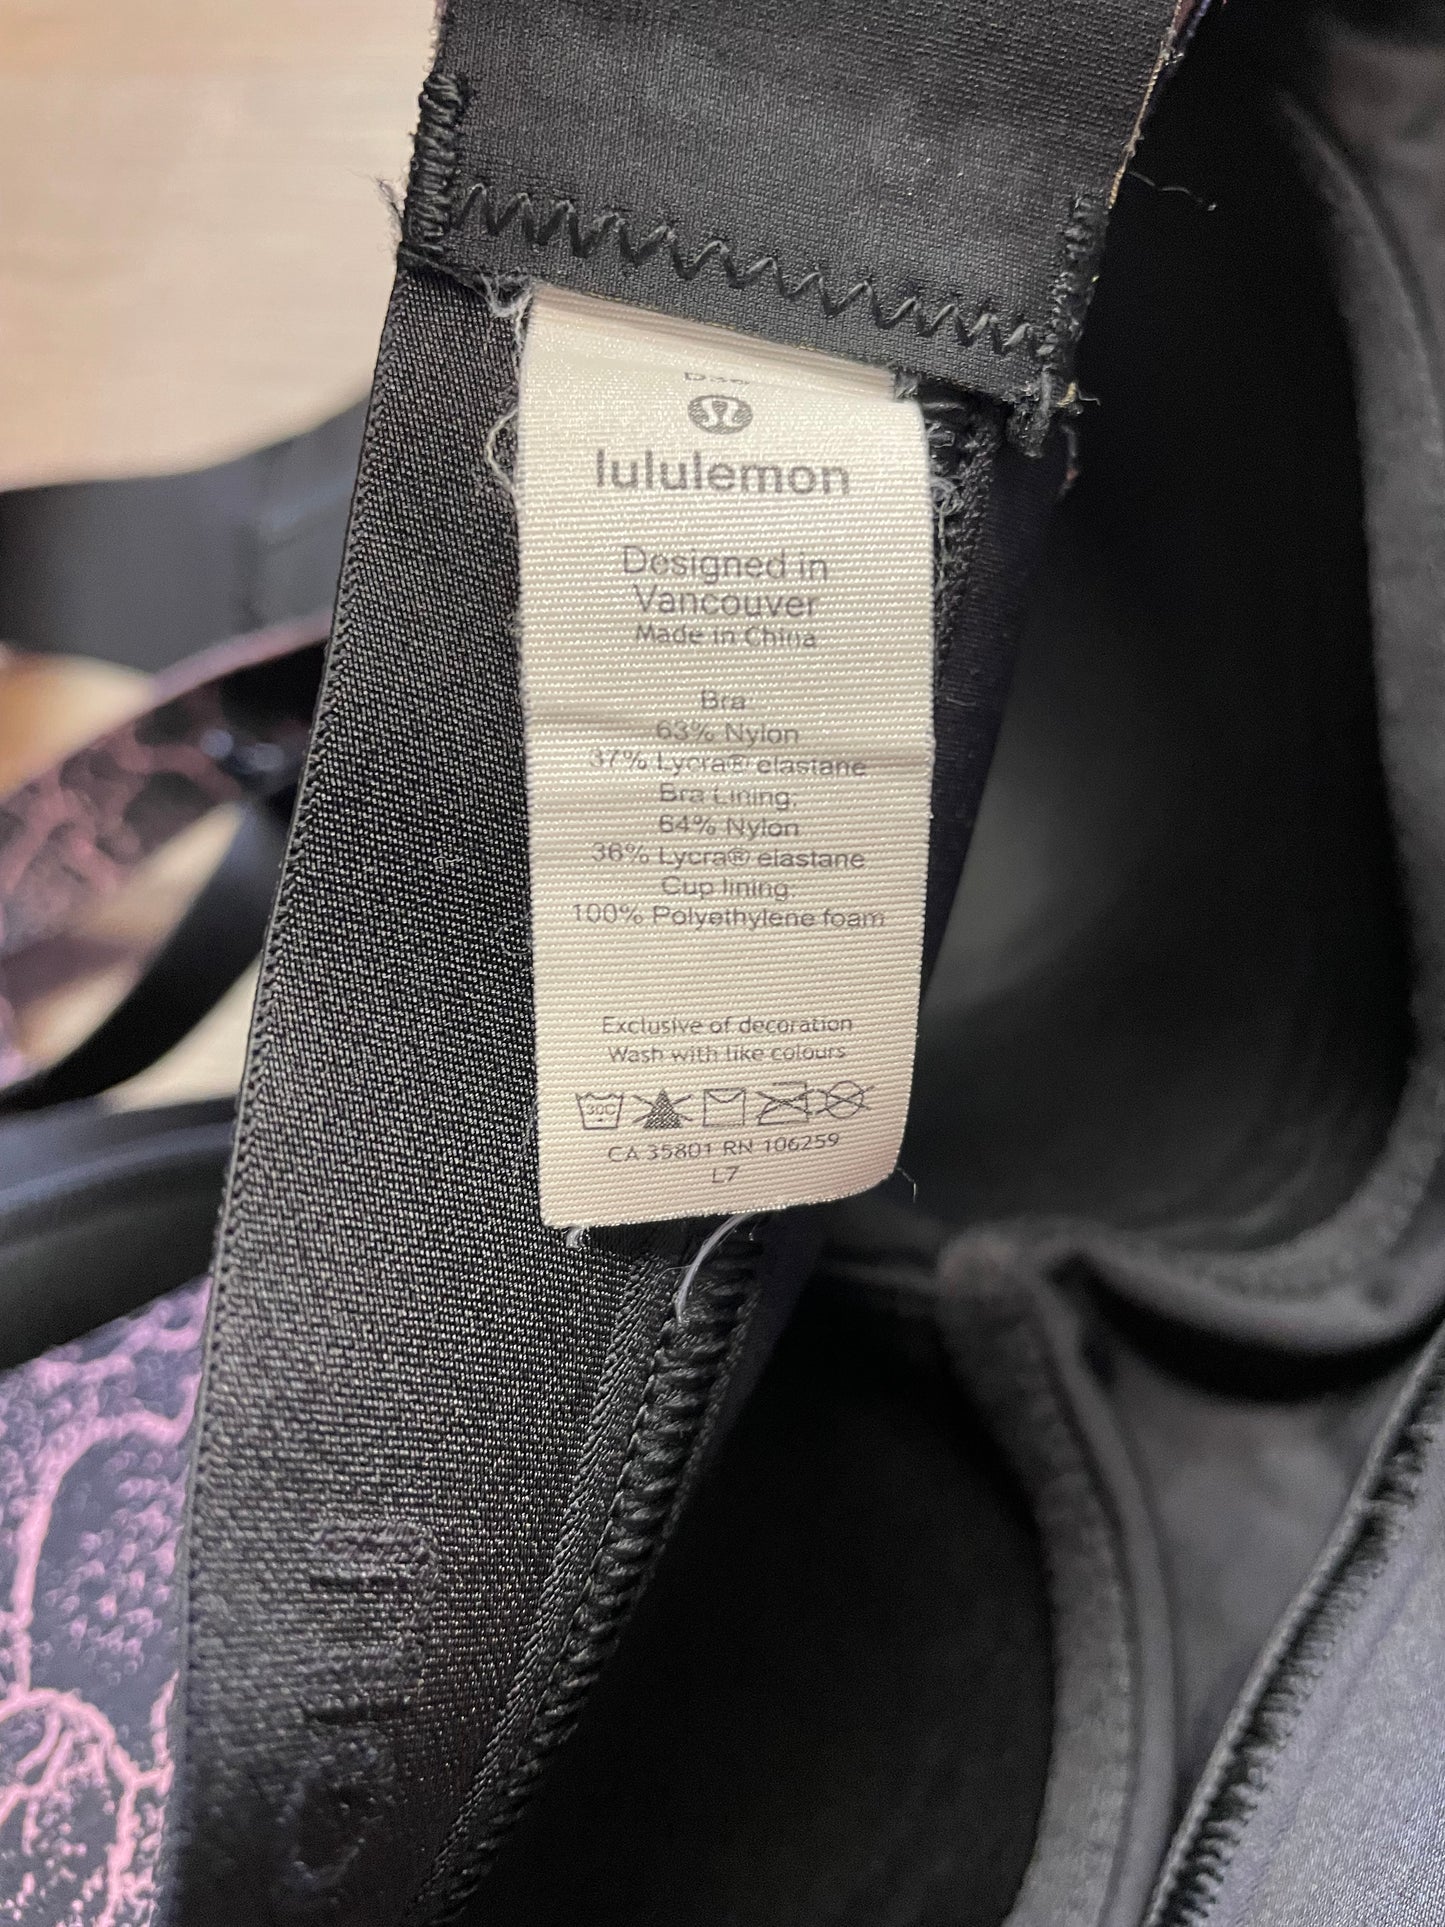 lululemon
Designed in
Vancouver
Made in China
Bra
63% Nylon
37% Lycra® elastane
Bra Lining:
64% Nylon
36% Lycra® elastane
Cup lining:
100% Polyethylene foam
Exclusive of decoration
Wash with like colours
30C
CA 35801 RN 106259
L7